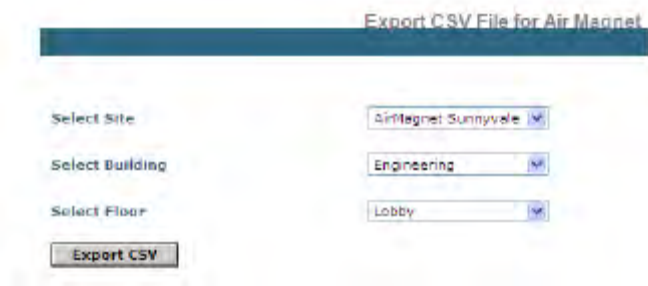 Export CSV File for Air Magnet
Select Site
AirMagnet Sunnyvale
Select Building
Engineering
Select Floor
Lobby
Export CSV